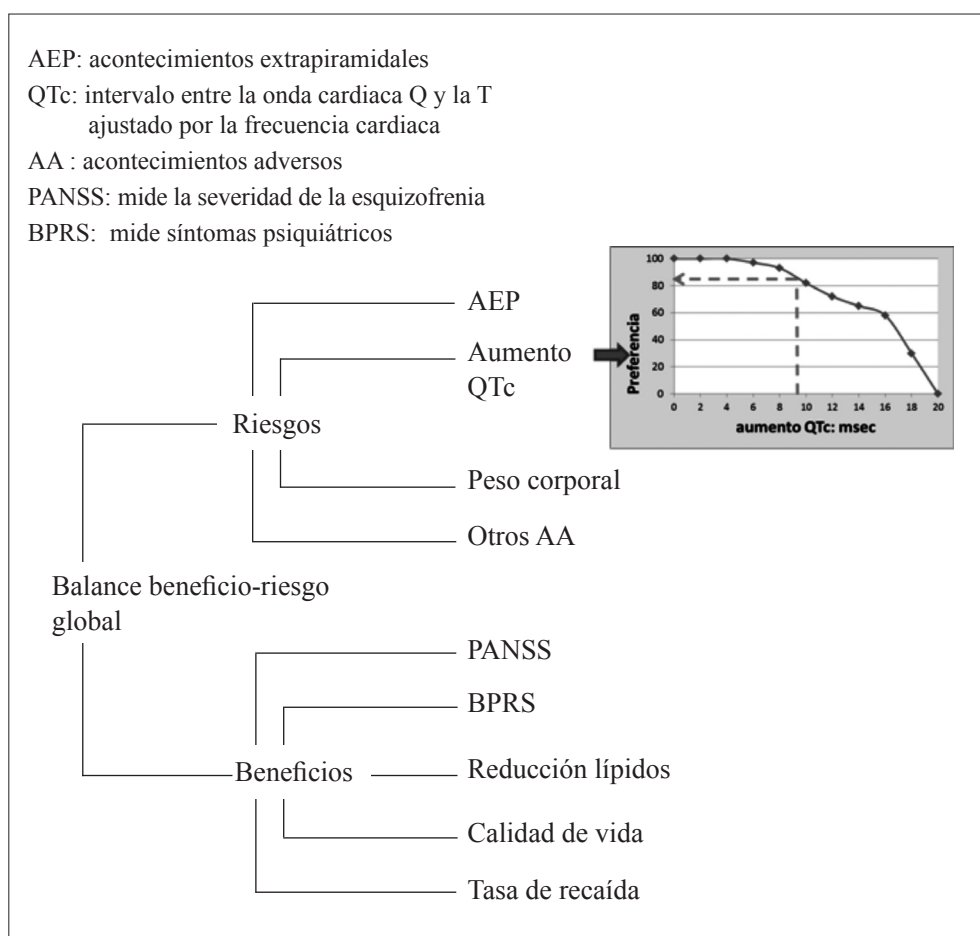 AEP: acontecimientos extrapiramidales
QTc: intervalo entre la onda cardiaca Q y la T
ajustado por la frecuencia cardiaca
AA : acontecimientos adversos
PANSS: mide la severidad de la esquizofrenia
BPRS: mide síntomas psiquiátricos
AEP
Aumento
QTc
Riesgos
Peso corporal
Otros AA
Balance beneficio-riesgo
global
PANSS
BPRS
Beneficios
Reducción lípidos
Calidad de vida
Tasa de recaída
Preferencia
100
80
60
40
20
0
0 2 4 6 8 10 12 14 16 18 20
aumento QTc: msec